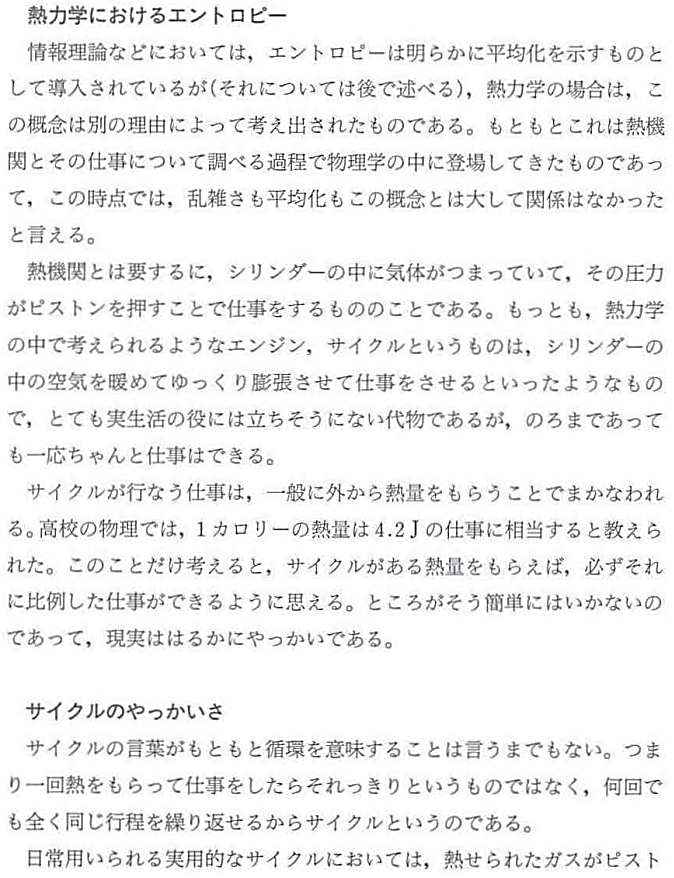 熱力学におけるエントロピー
情報理論などにおいては，エントロピーは明らかに平均化を示すものと
して導入されているが(それについては後で述べる)，熱力学の場合は，こ
の概念は別の理由によって考え出されたものである。もともとこれは熱機
関とその仕事について調べる過程で物理学の中に登場してきたものであっ
て，この時点では，乱雑さも平均化もこの概念とは大して関係はなかった
と言える。
熱機関とは要するに，シリンダーの中に気体がつまっていて，その圧力
がピストンを押すことで仕事をするもののことである。もっとも，熱力学
の中で考えられるようなエンジン，サイクルというものは，シリンダーの
中の空気を暖めてゆっくり膨張させて仕事をさせるといったようなもの
で，とても実生活の役には立ちそうにない代物であるが，のろまであって
も一応ちゃんと仕事はできる。
サイクルが行なう仕事は，一般に外から熱量をもらうことでまかなわれ
る。高校の物理では，1カロリーの熱量は4.2Jの仕事に相当すると教えら
れた。このことだけ考えると，サイクルがある熱量をもらえば，必ずそれ
に比例した仕事ができるように思える。ところがそう簡単にはいかないの
であって，現実ははるかにやっかいである。
サイクルのやっかいさ
サイクルの言葉がもともと循環を意味することは言うまでもない。つま
り一回熱をもらって仕事をしたらそれっきりというものではなく，何回で
も全く同じ行程を繰り返せるからサイクルというのである。
日常用いられる実用的なサイクルにおいては，熱せられたガスがピスト